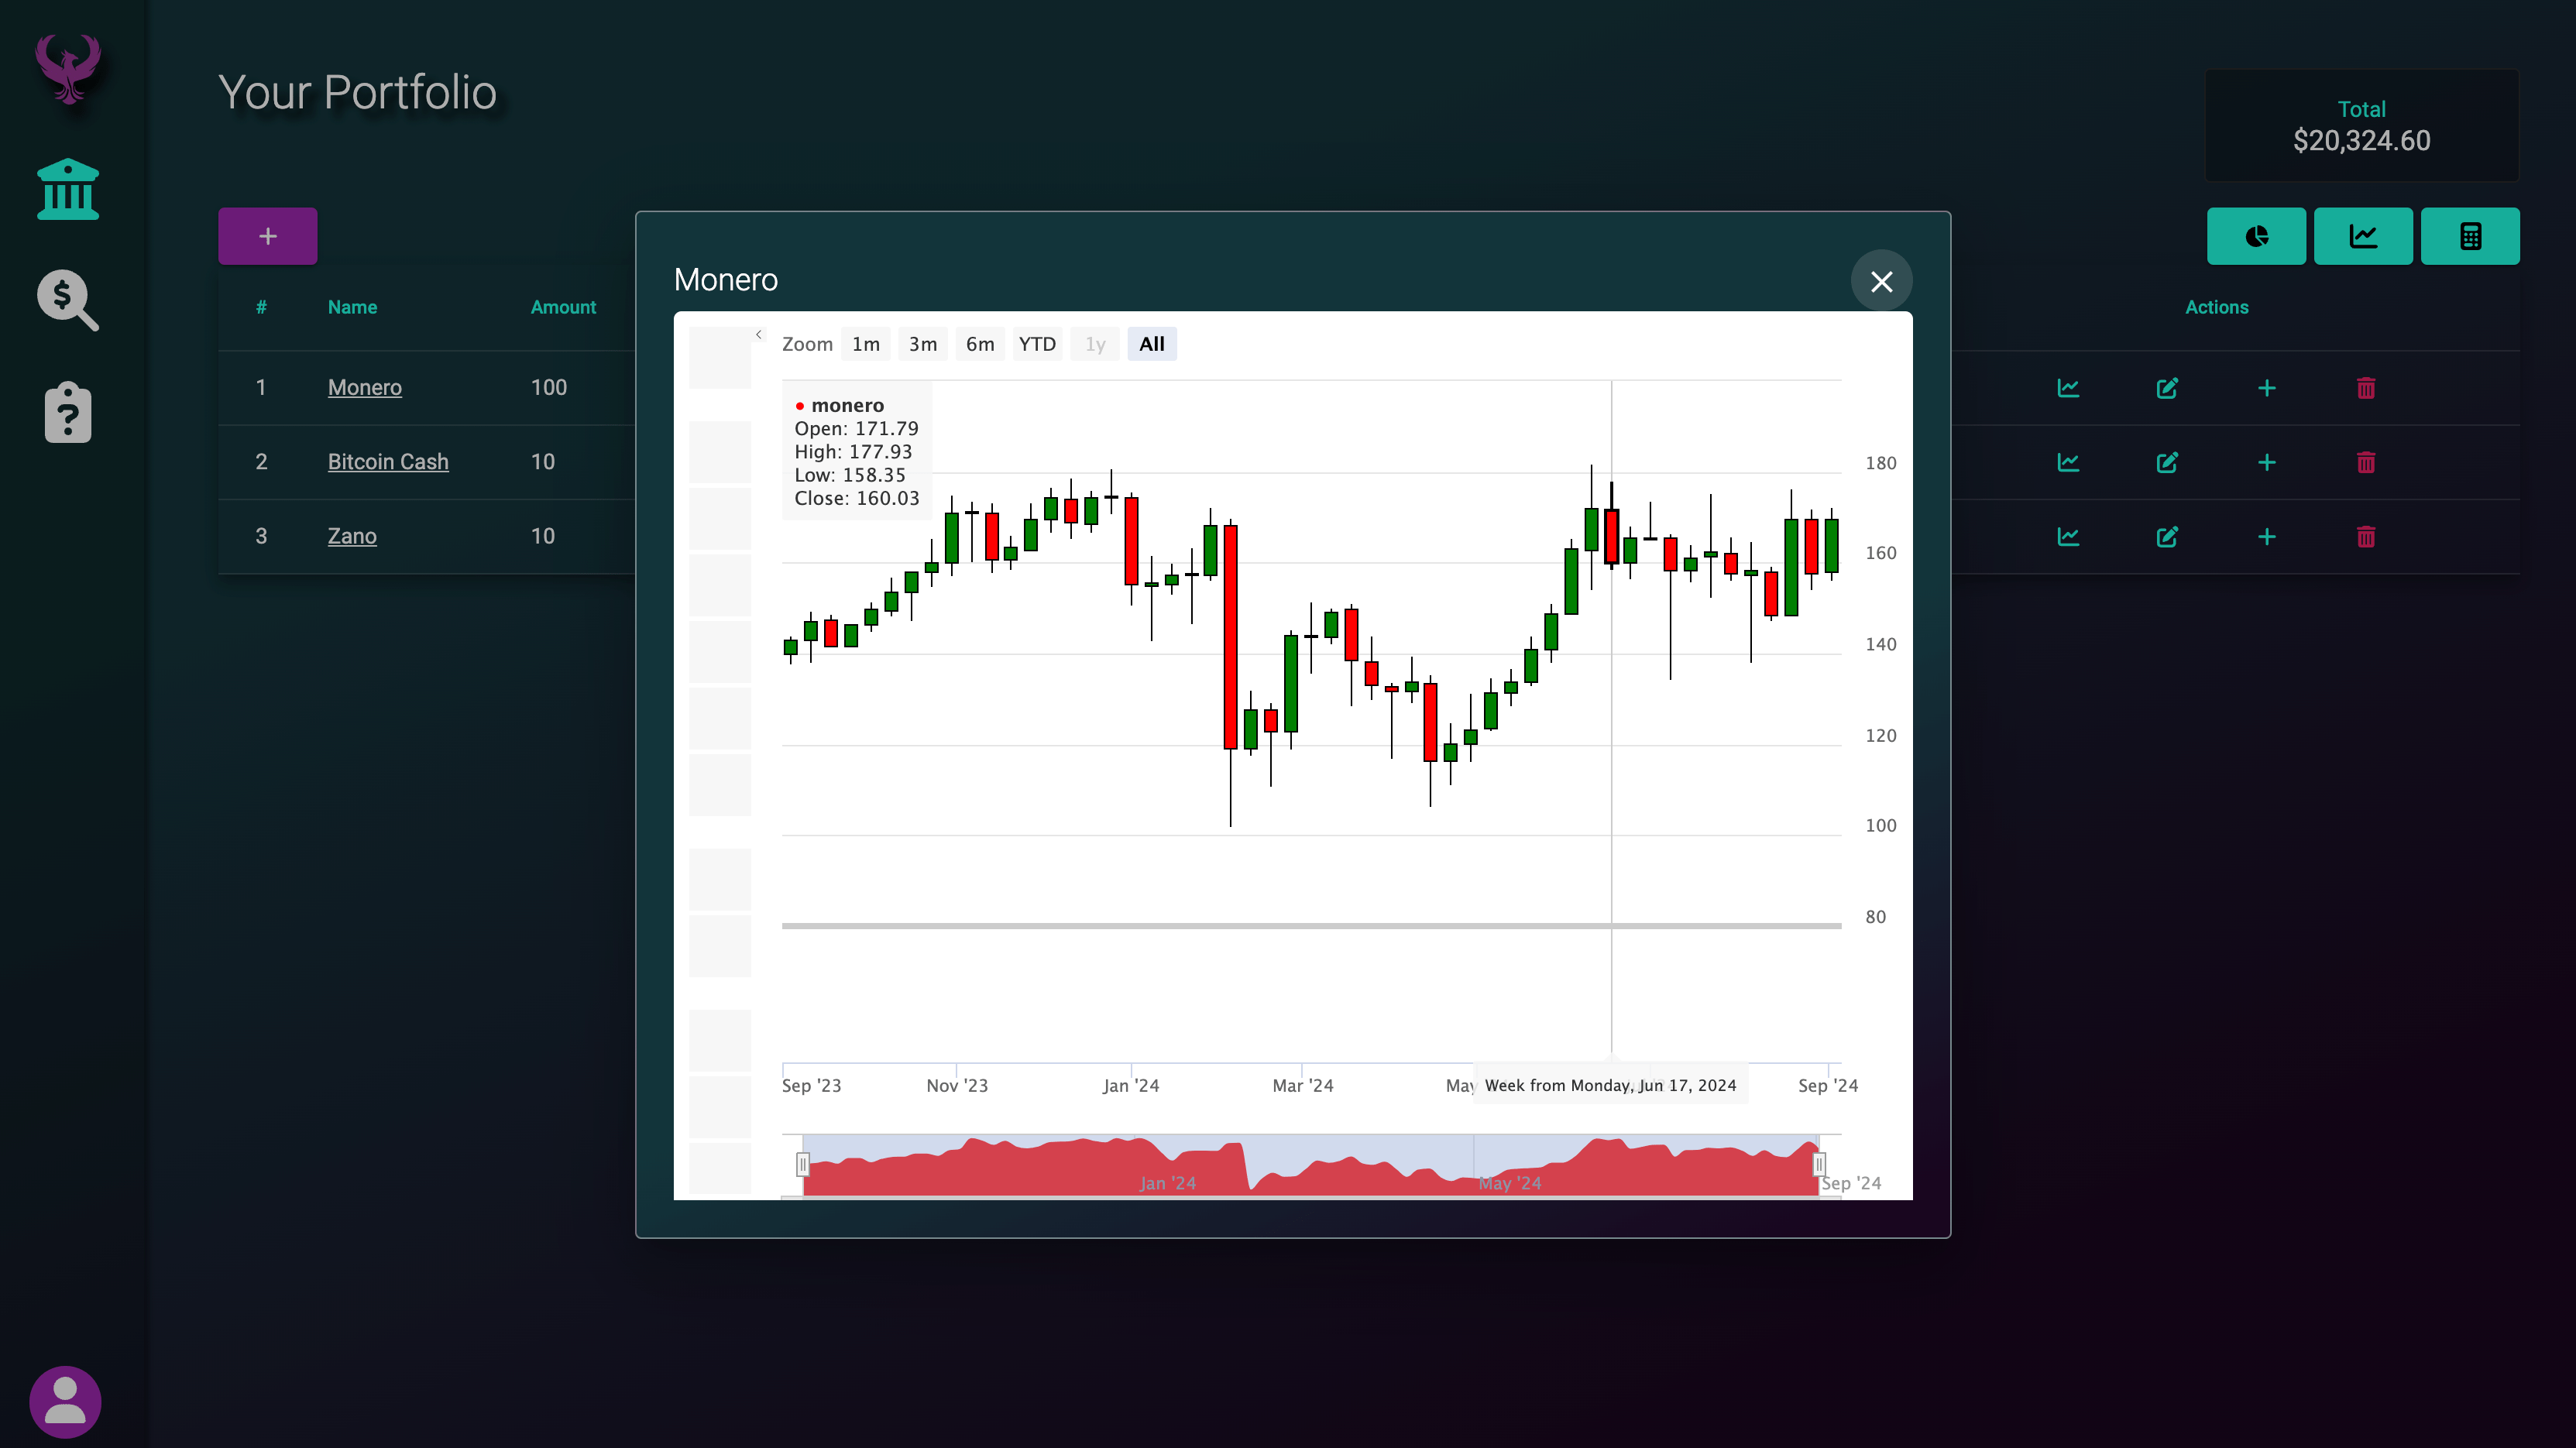 Your Portfolio
Total
$20,324.60
+
Monero
# Name Amount Actions
Zoom 1m 3m 6m YTD 1y All
1 Monero 100
2 Bitcoin Cash 10
3 Zano 10
monero
Open: 171.79
High: 177.93
Low: 158.35
Close: 160.03
180
160
140
120
100
80
Sep '23 Nov '23 Jan '24 Mar '24 May Week from Monday, Jun 17, 2024 Sep '24
Jan '24 May '24 Sep '24